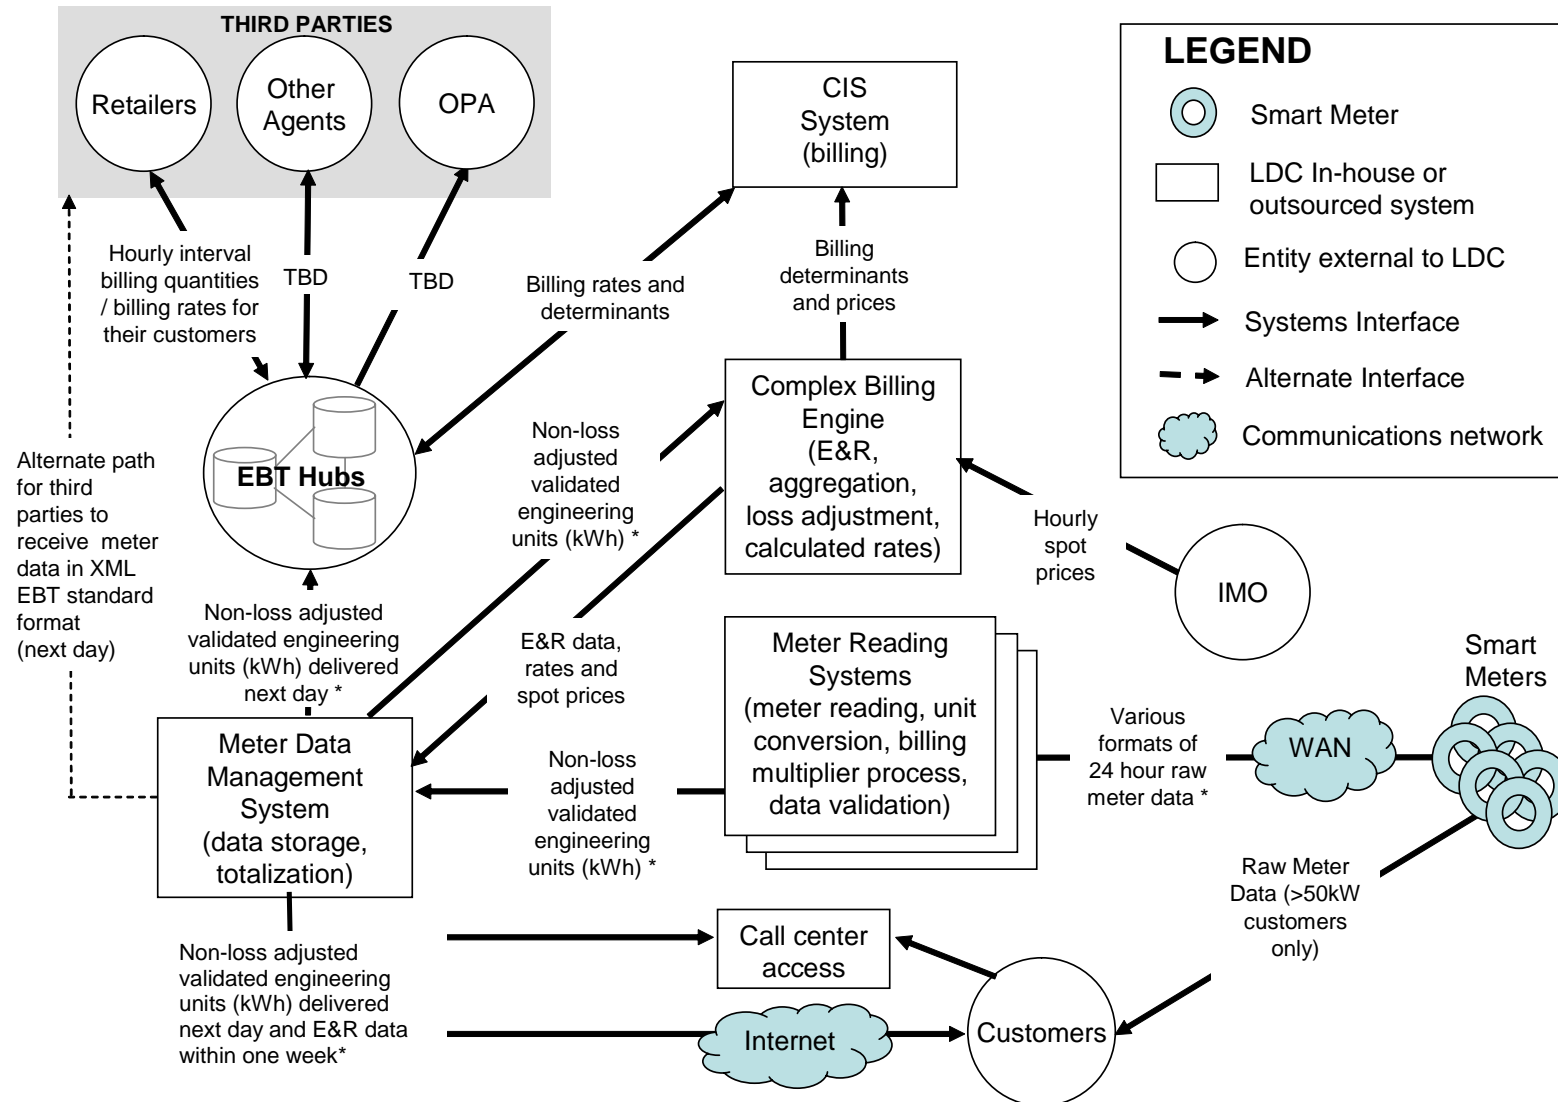 THIRD PARTIES
Retailers
Other
Agents
OPA
CIS
System
(billing)
LEGEND
Smart Meter
LDC In-house or
outsourced system
Entity external to LDC
Systems Interface
Alternate Interface
Communications network
Hourly interval
billing quantities
/ billing rates for
their customers
TBD
TBD
Billing rates and
determinants
Billing
determinants
and prices
EBT Hubs
Alternate path
for third
parties to
receive meter
data in XML
EBT standard
format
(next day)
Non-loss
adjusted
validated
engineering
units (kWh) *
Complex Billing
Engine
(E&R,
aggregation,
loss adjustment,
calculated rates)
Hourly
spot
prices
IMO
Non-loss adjusted
validated engineering
units (kWh) delivered
next day *
E&R data,
rates and
spot prices
Meter Reading
Systems
(meter reading, unit
conversion, billing
multiplier process,
data validation)
Smart
Meters
Various
formats of
24 hour raw
meter data *
WAN
Meter Data
Management
System
(data storage,
totalization)
Non-loss
adjusted
validated
engineering
units (kWh) *
Raw Meter
Data (>50kW
customers
only)
Non-loss adjusted
validated engineering
units (kWh) delivered
next day and E&R data
within one week*
Call center
access
Internet
Customers